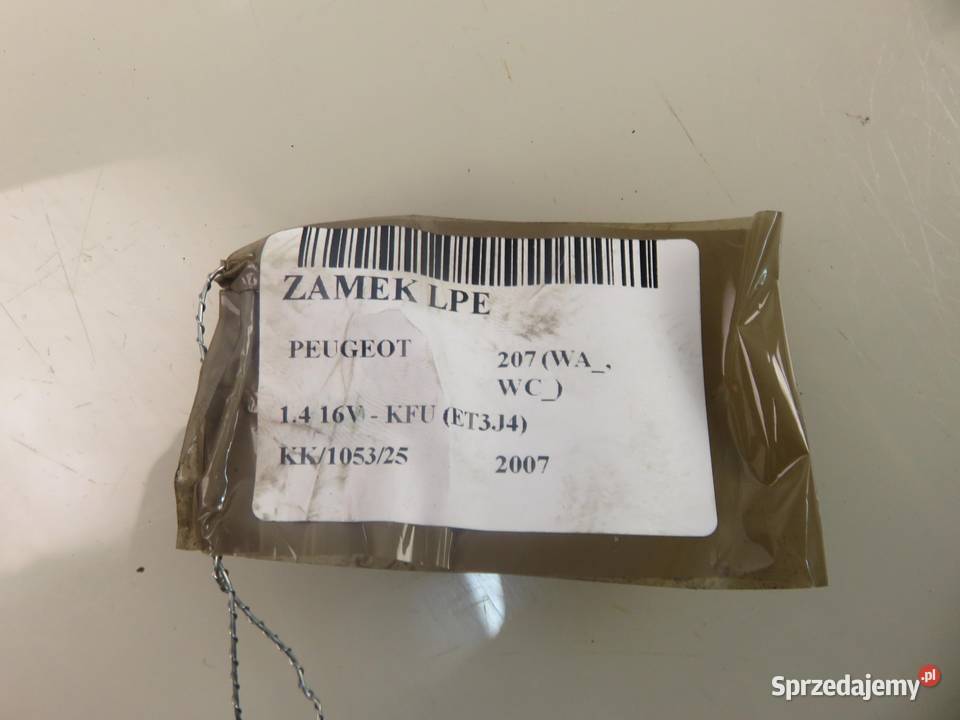 ZAMEK LPE
PEUGEOT 207 (WA_,
WC_)
1.4 16V - KFU (ET3J4)
KK/1053/25 2007
Sprzedajemy.pl